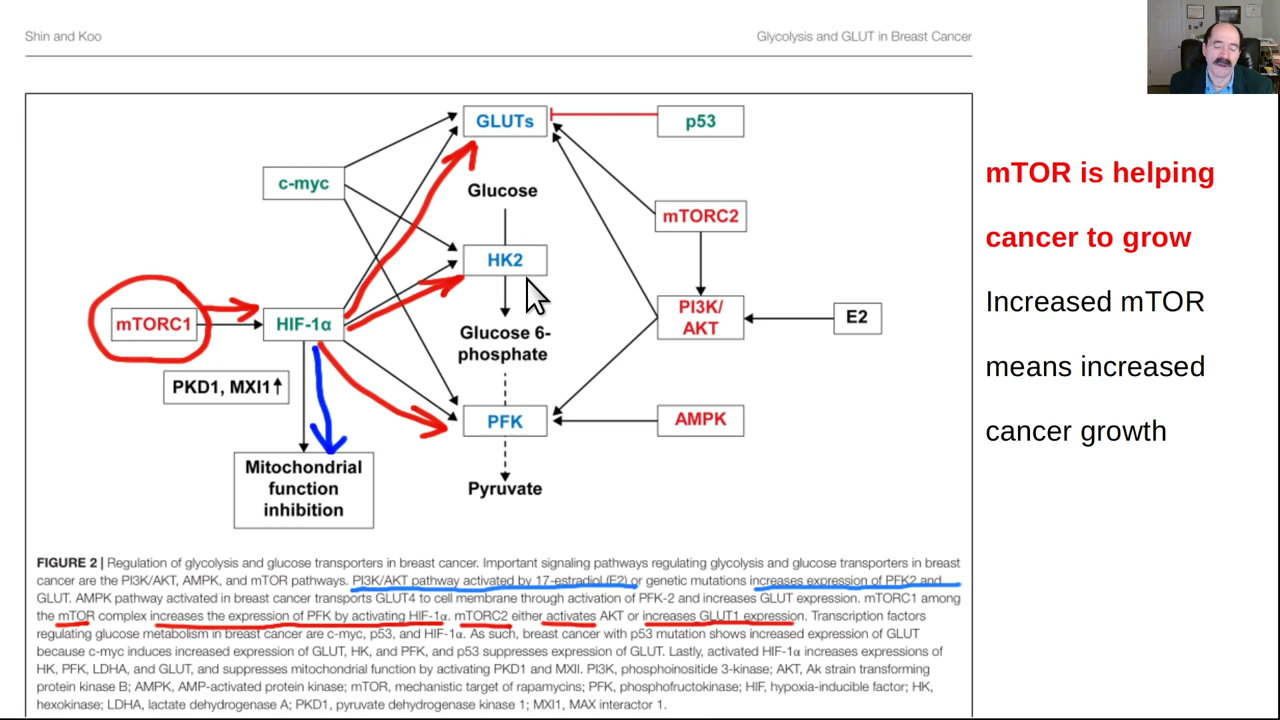 Shin and Koo
Glycolysis and GLUT in Breast Cancer
GLUTs
p53
c-myc
Glucose
mTORC2
HK2
mTORC1
HIF-1α
PI3K/
AKT
E2
Glucose 6-
phosphate
PKD1, MXI1↑
PFK
AMPK
Mitochondrial
function
inhibition
Pyruvate
mTOR is helping
cancer to grow
Increased mTOR
means increased
cancer growth
FIGURE 2 | Regulation of glycolysis and glucose transporters in breast cancer. Important signaling pathways regulating glycolysis and glucose transporters in breast
cancer are the PI3K/AKT, AMPK, and mTOR pathways. PI3K/AKT pathway activated by 17-estradiol (E2) or genetic mutations increases expression of PFK2 and
GLUT. AMPK pathway activated in breast cancer transports GLUT4 to cell membrane through activation of PFK-2 and increases GLUT expression. mTORC1 among
the mTOR complex increases the expression of PFK by activating HIF-1α. mTORC2 either activates AKT or increases GLUT1 expression. Transcription factors
regulating glucose metabolism in breast cancer are c-myc, p53, and HIF-1α. As such, breast cancer with p53 mutation shows increased expression of GLUT
because c-myc induces increased expression of GLUT, HK, and PFK, and p53 suppresses expression of GLUT. Lastly, activated HIF-1α increases expressions of
HK, PFK, LDHA, and GLUT, and suppresses mitochondrial function by activating PKD1 and MXII. PI3K, phosphoinositide 3-kinase; AKT, Ak strain transforming
protein kinase B; AMPK, AMP-activated protein kinase; mTOR, mechanistic target of rapamycins; PFK, phosphofructokinase; HIF, hypoxia-inducible factor; HK,
hexokinase; LDHA, lactate dehydrogenase A; PKD1, pyruvate dehydrogenase kinase 1; MXI1, MAX interactor 1.